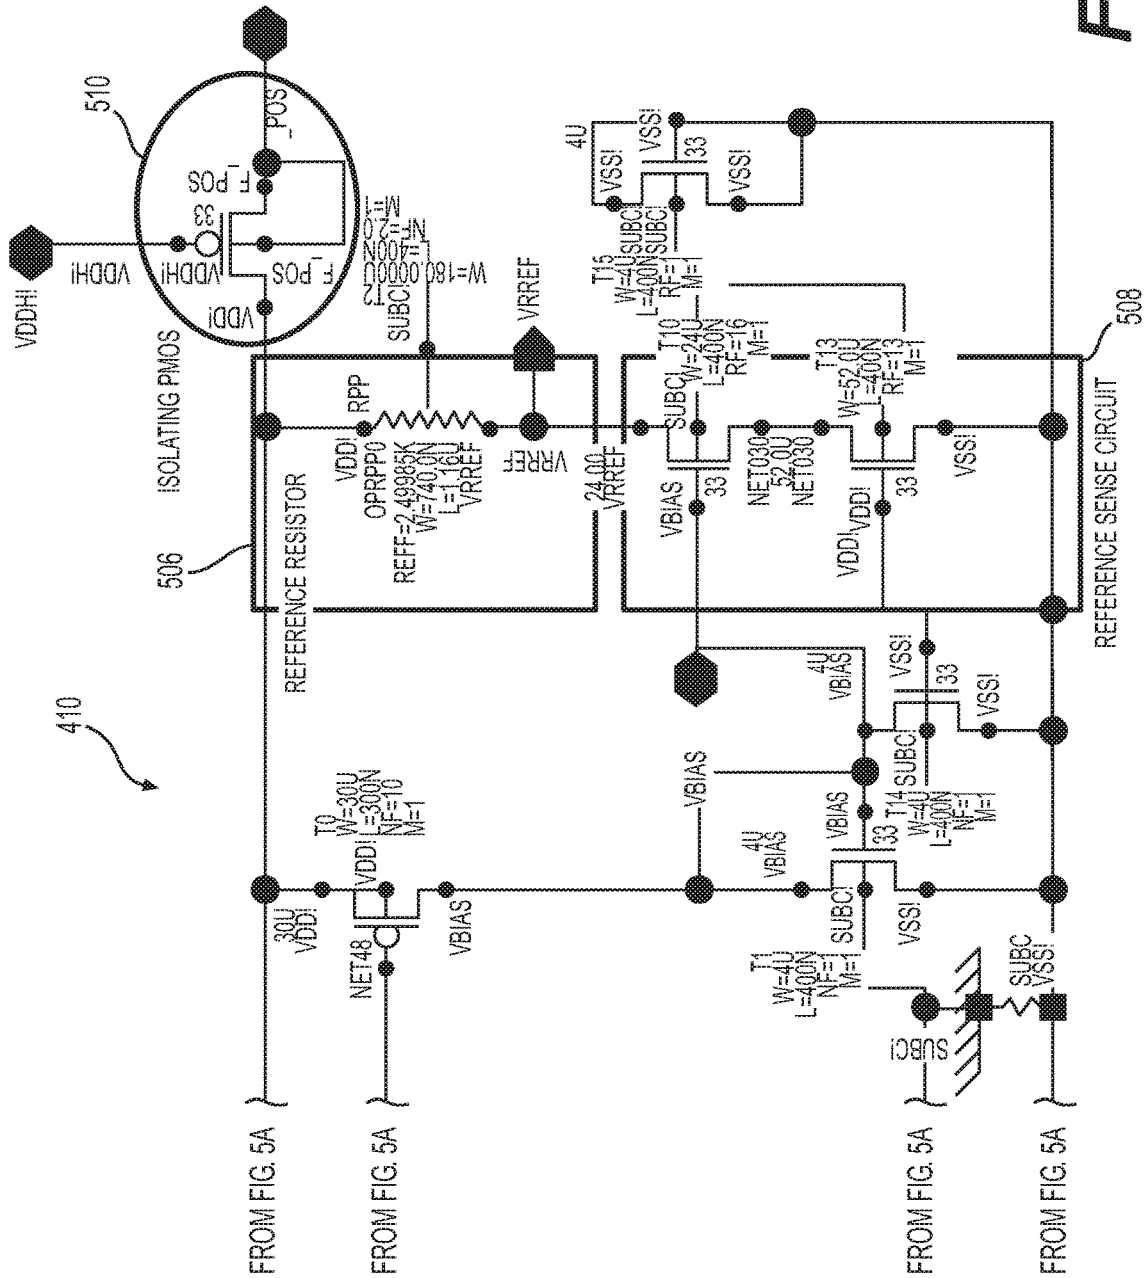 410
506
510
508
VDDH!
VDDH!
VDDH!
33
F_POS
_POS
F_POS
VDD!
ISOLATING PMOS
T2
W=180.0000U
L=400N
NF=2.0
M=1
SUBC!
REFERENCE RESISTOR
VDD!
RPP
OPRPP0
REFF=2.49985K
W=740.0N
L=1.16U
VRREF
VRREF
VRREF
24.00
VRREF
SUBC!
T10
W=24U
L=400N
RF=16
M=1
VBIAS
33
NET030
52.0U
NET030
T13
W=52.0U
L=400N
RF=13
M=1
VDD!
VDD!
33
VSS!
REFERENCE SENSE CIRCUIT
4U
VSS!
VSS!
33
VSS!
SUBC!
SUBC!
T15
W=4U
L=400N
RF=1
M=1
30U
VDD!
VDD!
T0
W=30U
L=300N
NF=10
M=1
NET48
VBIAS
VBIAS
4U
VBIAS
4U
VBIAS
VBIAS
33
SUBC!
VSS!
T1
W=4U
L=400N
NF=1
M=1
VSS!
33
SUBC!
VSS!
T14
W=4U
L=400N
NF=1
M=1
SUBC!
SUBC
VSS!
FROM FIG. 5A
FROM FIG. 5A
FROM FIG. 5A
FROM FIG. 5A